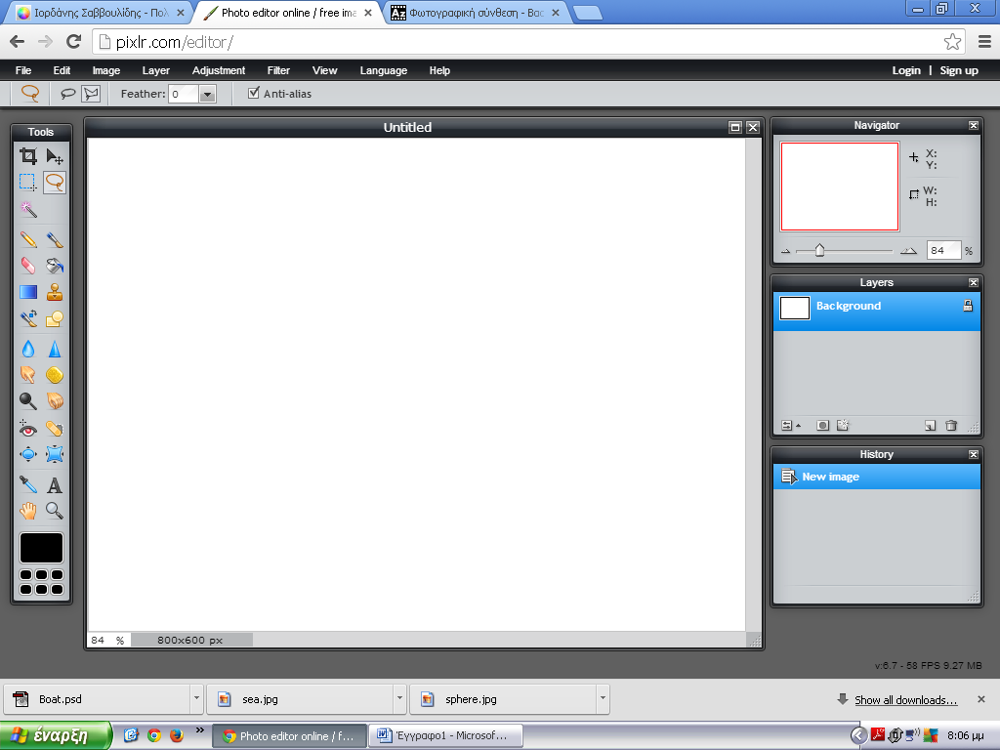 Ιορδάνης Σαββουλίδης - Πολ
Photo editor online / free ima
Φωτογραφική σύνθεση - Βασ
pixlr.com/editor/
File Edit Image Layer Adjustment Filter View Language Help Login | Sign up
Feather: 0 Anti-alias
Tools
Untitled
Navigator
X:
Y:
W:
H:
84 %
Layers
Background
History
New image
84 % 800x600 px
v:6.7 - 58 FPS 9.27 MB
Boat.psd sea.jpg sphere.jpg Show all downloads...
έναρξη » Photo editor online / f... Έγγραφο1 - Microsof... 8:06 μμ